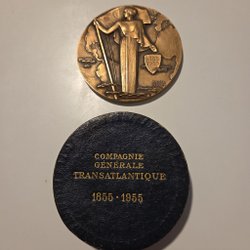 COMPAGNIE
GÉNÉRALE
TRANSATLANTIQUE
1855 - 1955